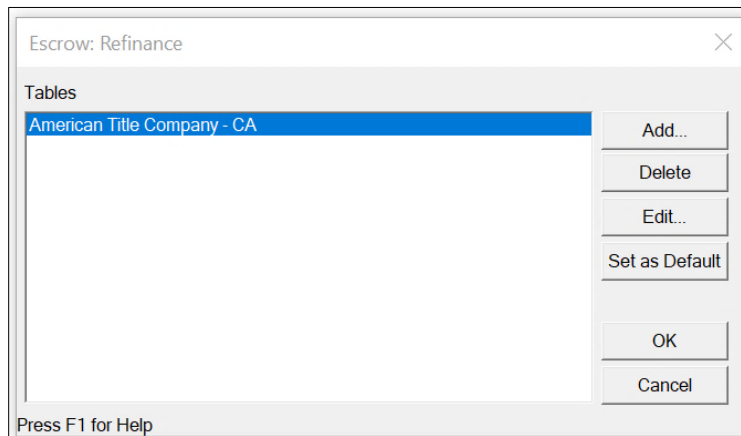 Escrow: Refinance
Tables
American Title Company - CA
Add...
Delete
Edit...
Set as Default
OK
Cancel
Press F1 for Help